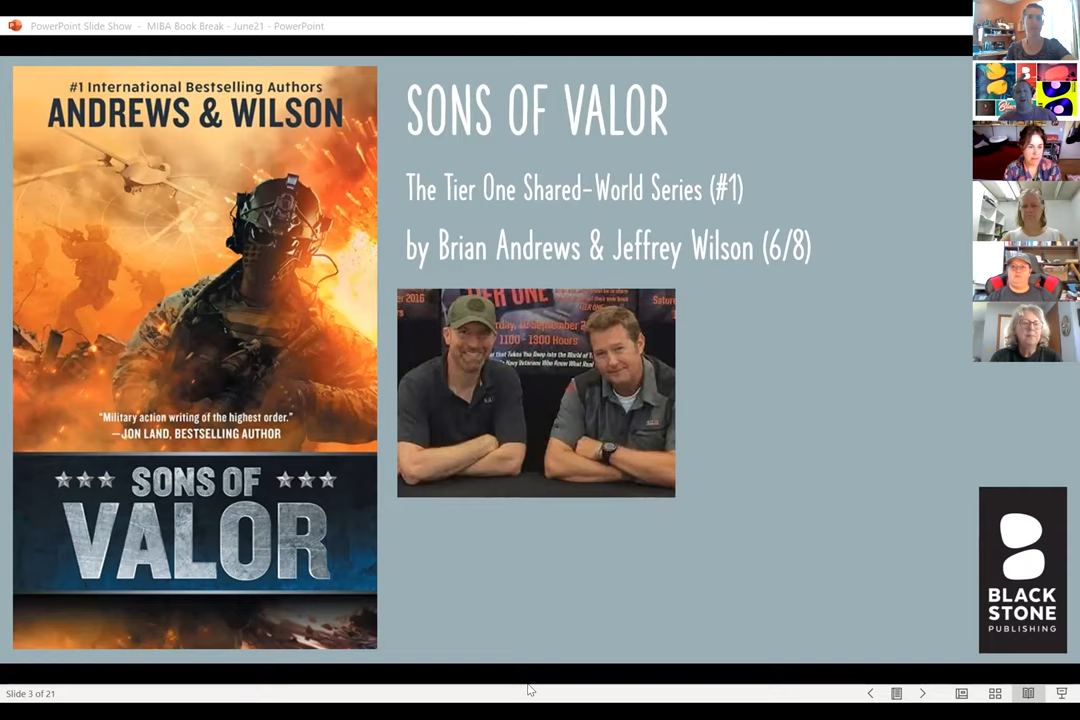 PowerPoint Slide Show - MIBA Book Break - June21 - PowerPoint
#1 International Bestselling Authors
ANDREWS & WILSON
"Military action writing of the highest order."
—JON LAND, BESTSELLING AUTHOR
SONS OF
VALOR
SONS OF VALOR
The Tier One Shared-World Series (#1)
by Brian Andrews & Jeffrey Wilson (6/8)
er 2016
TIER ONE
1100 - 1300 Hours
BLACK
STONE
PUBLISHING
Slide 3 of 21